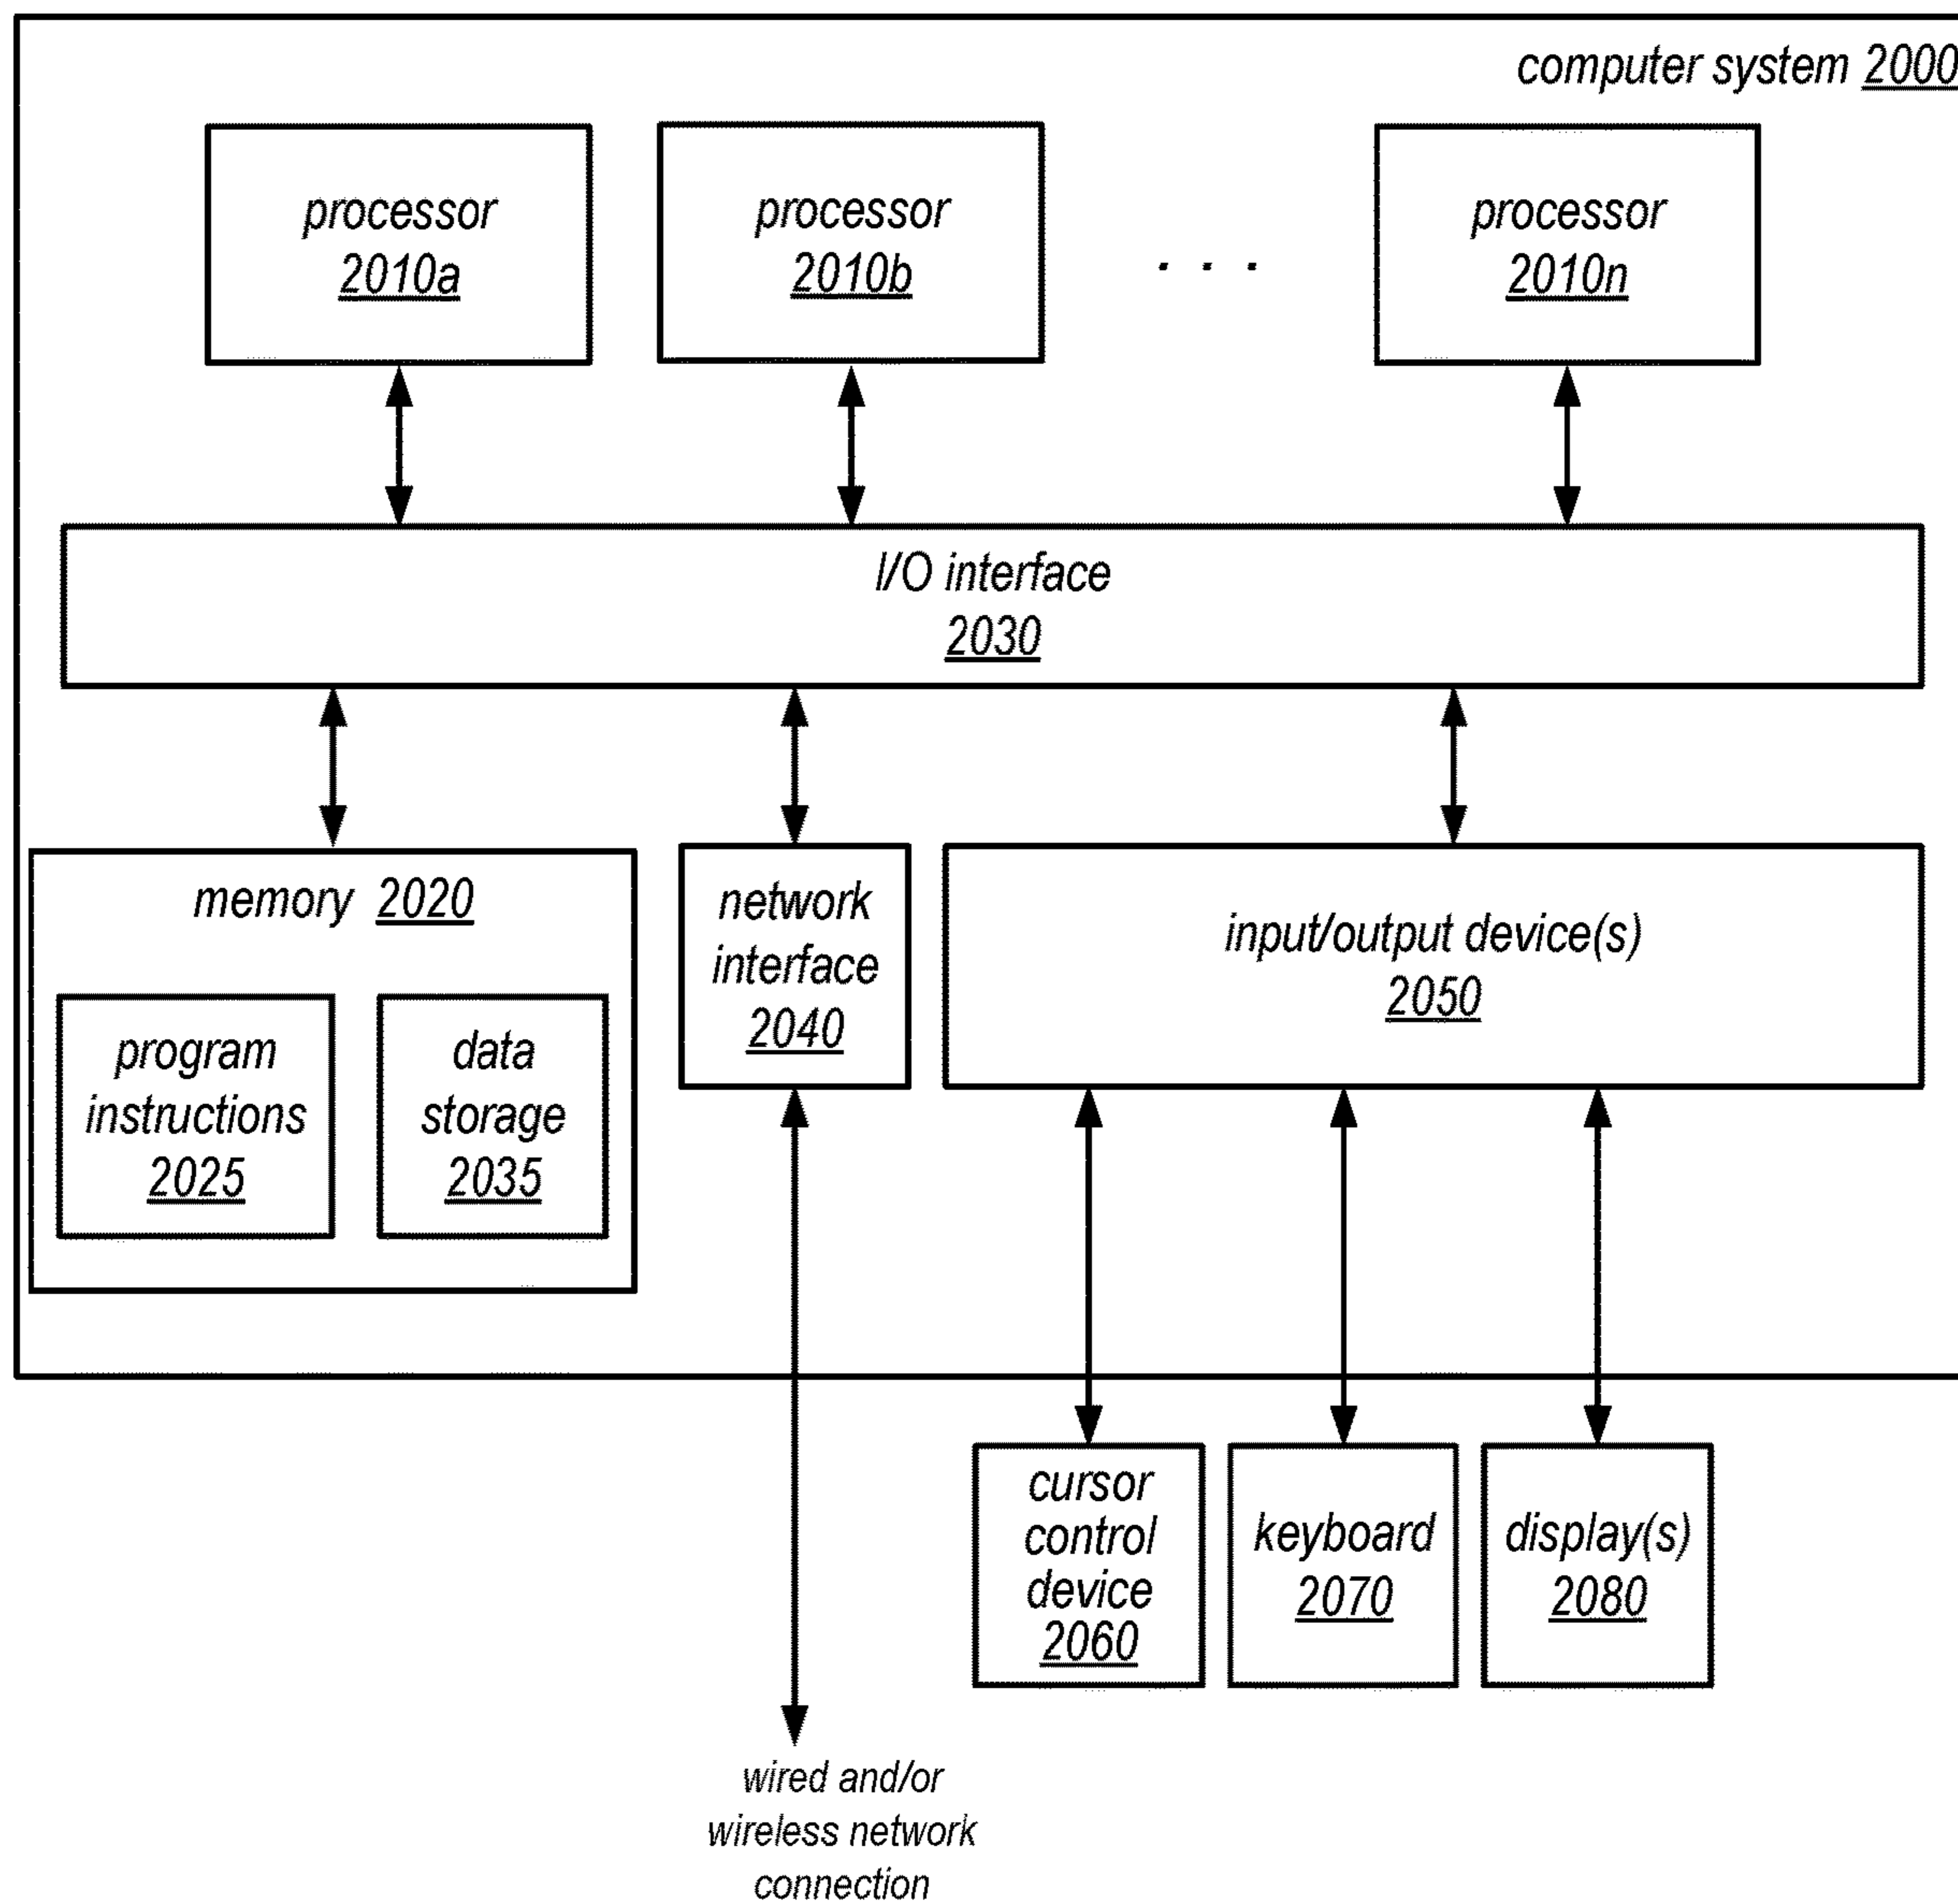 computer system 2000
processor
2010a
processor
2010b
. . .
processor
2010n
I/O interface
2030
memory 2020
program
instructions
2025
data
storage
2035
network
interface
2040
input/output device(s)
2050
cursor
control
device
2060
keyboard
2070
display(s)
2080
wired and/or
wireless network
connection